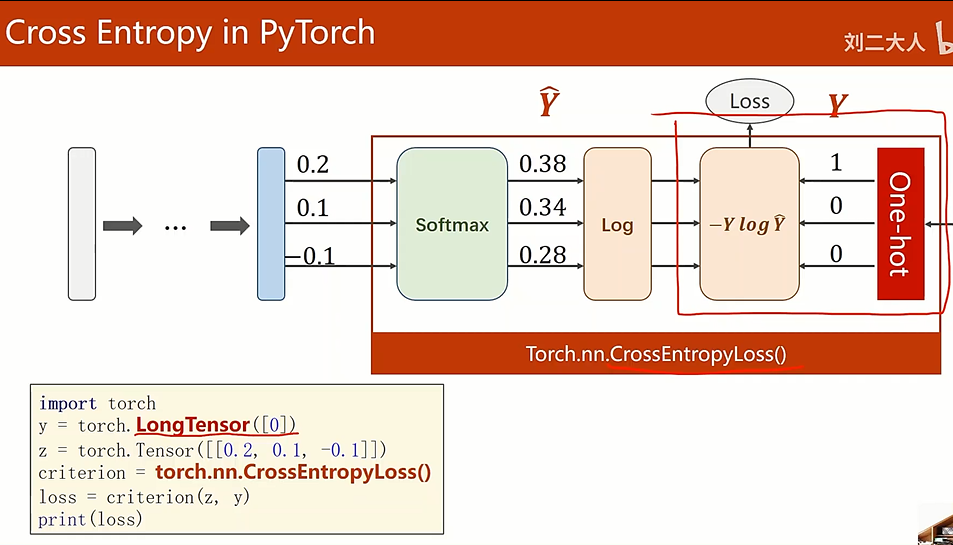 Cross Entropy in PyTorch
刘二大人
Ŷ
Loss
Y
0.2
0.1
−0.1
Softmax
0.38
0.34
0.28
Log
−Y log Ŷ
1
0
0
One-hot
Torch.nn.CrossEntropyLoss()
import torch
y = torch.LongTensor([0])
z = torch.Tensor([[0.2, 0.1, -0.1]])
criterion = torch.nn.CrossEntropyLoss()
loss = criterion(z, y)
print(loss)